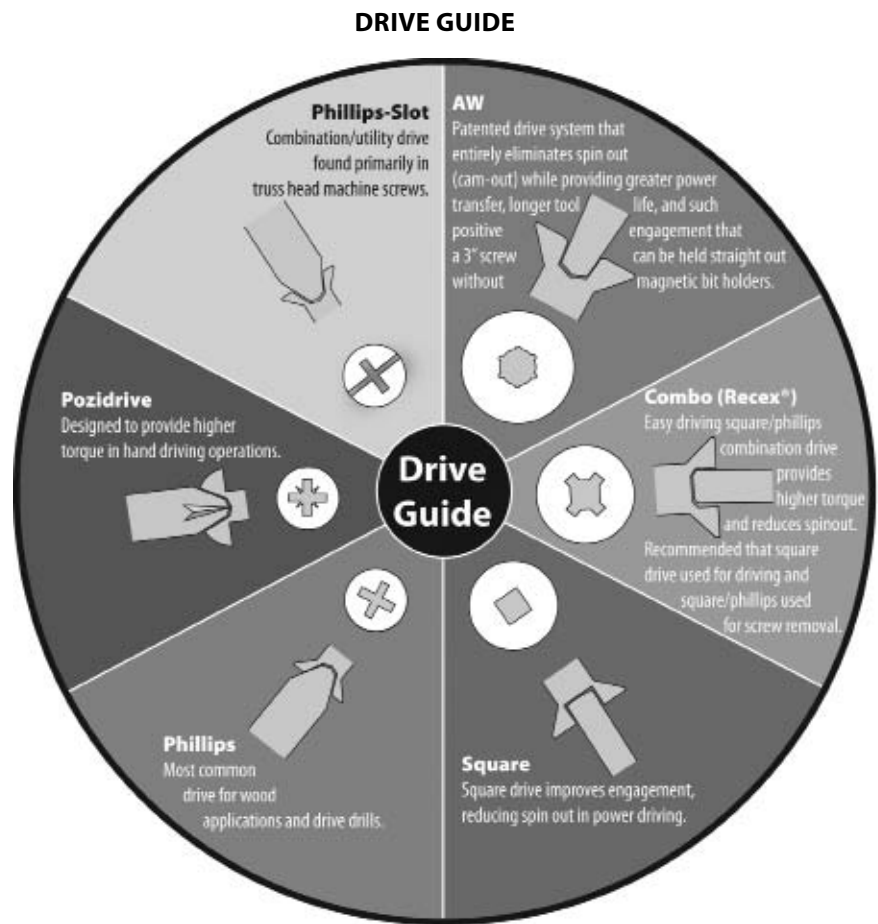 DRIVE GUIDE
Phillips-Slot
Combination/utility drive
found primarily in
truss head machine screws.
AW
Patented drive system that
entirely eliminates spin out
(cam-out) while providing greater power
transfer, longer tool life, and such
positive engagement that
a 3" screw can be held straight out
without magnetic bit holders.
Combo (Recex®)
Easy driving square/phillips
combination drive
provides
higher torque
and reduces spinout.
Recommended that square
drive used for driving and
square/phillips used
for screw removal.
Square
Square drive improves engagement,
reducing spin out in power driving.
Phillips
Most common
drive for wood
applications and drive drills.
Pozidrive
Designed to provide higher
torque in hand driving operations.
Drive
Guide